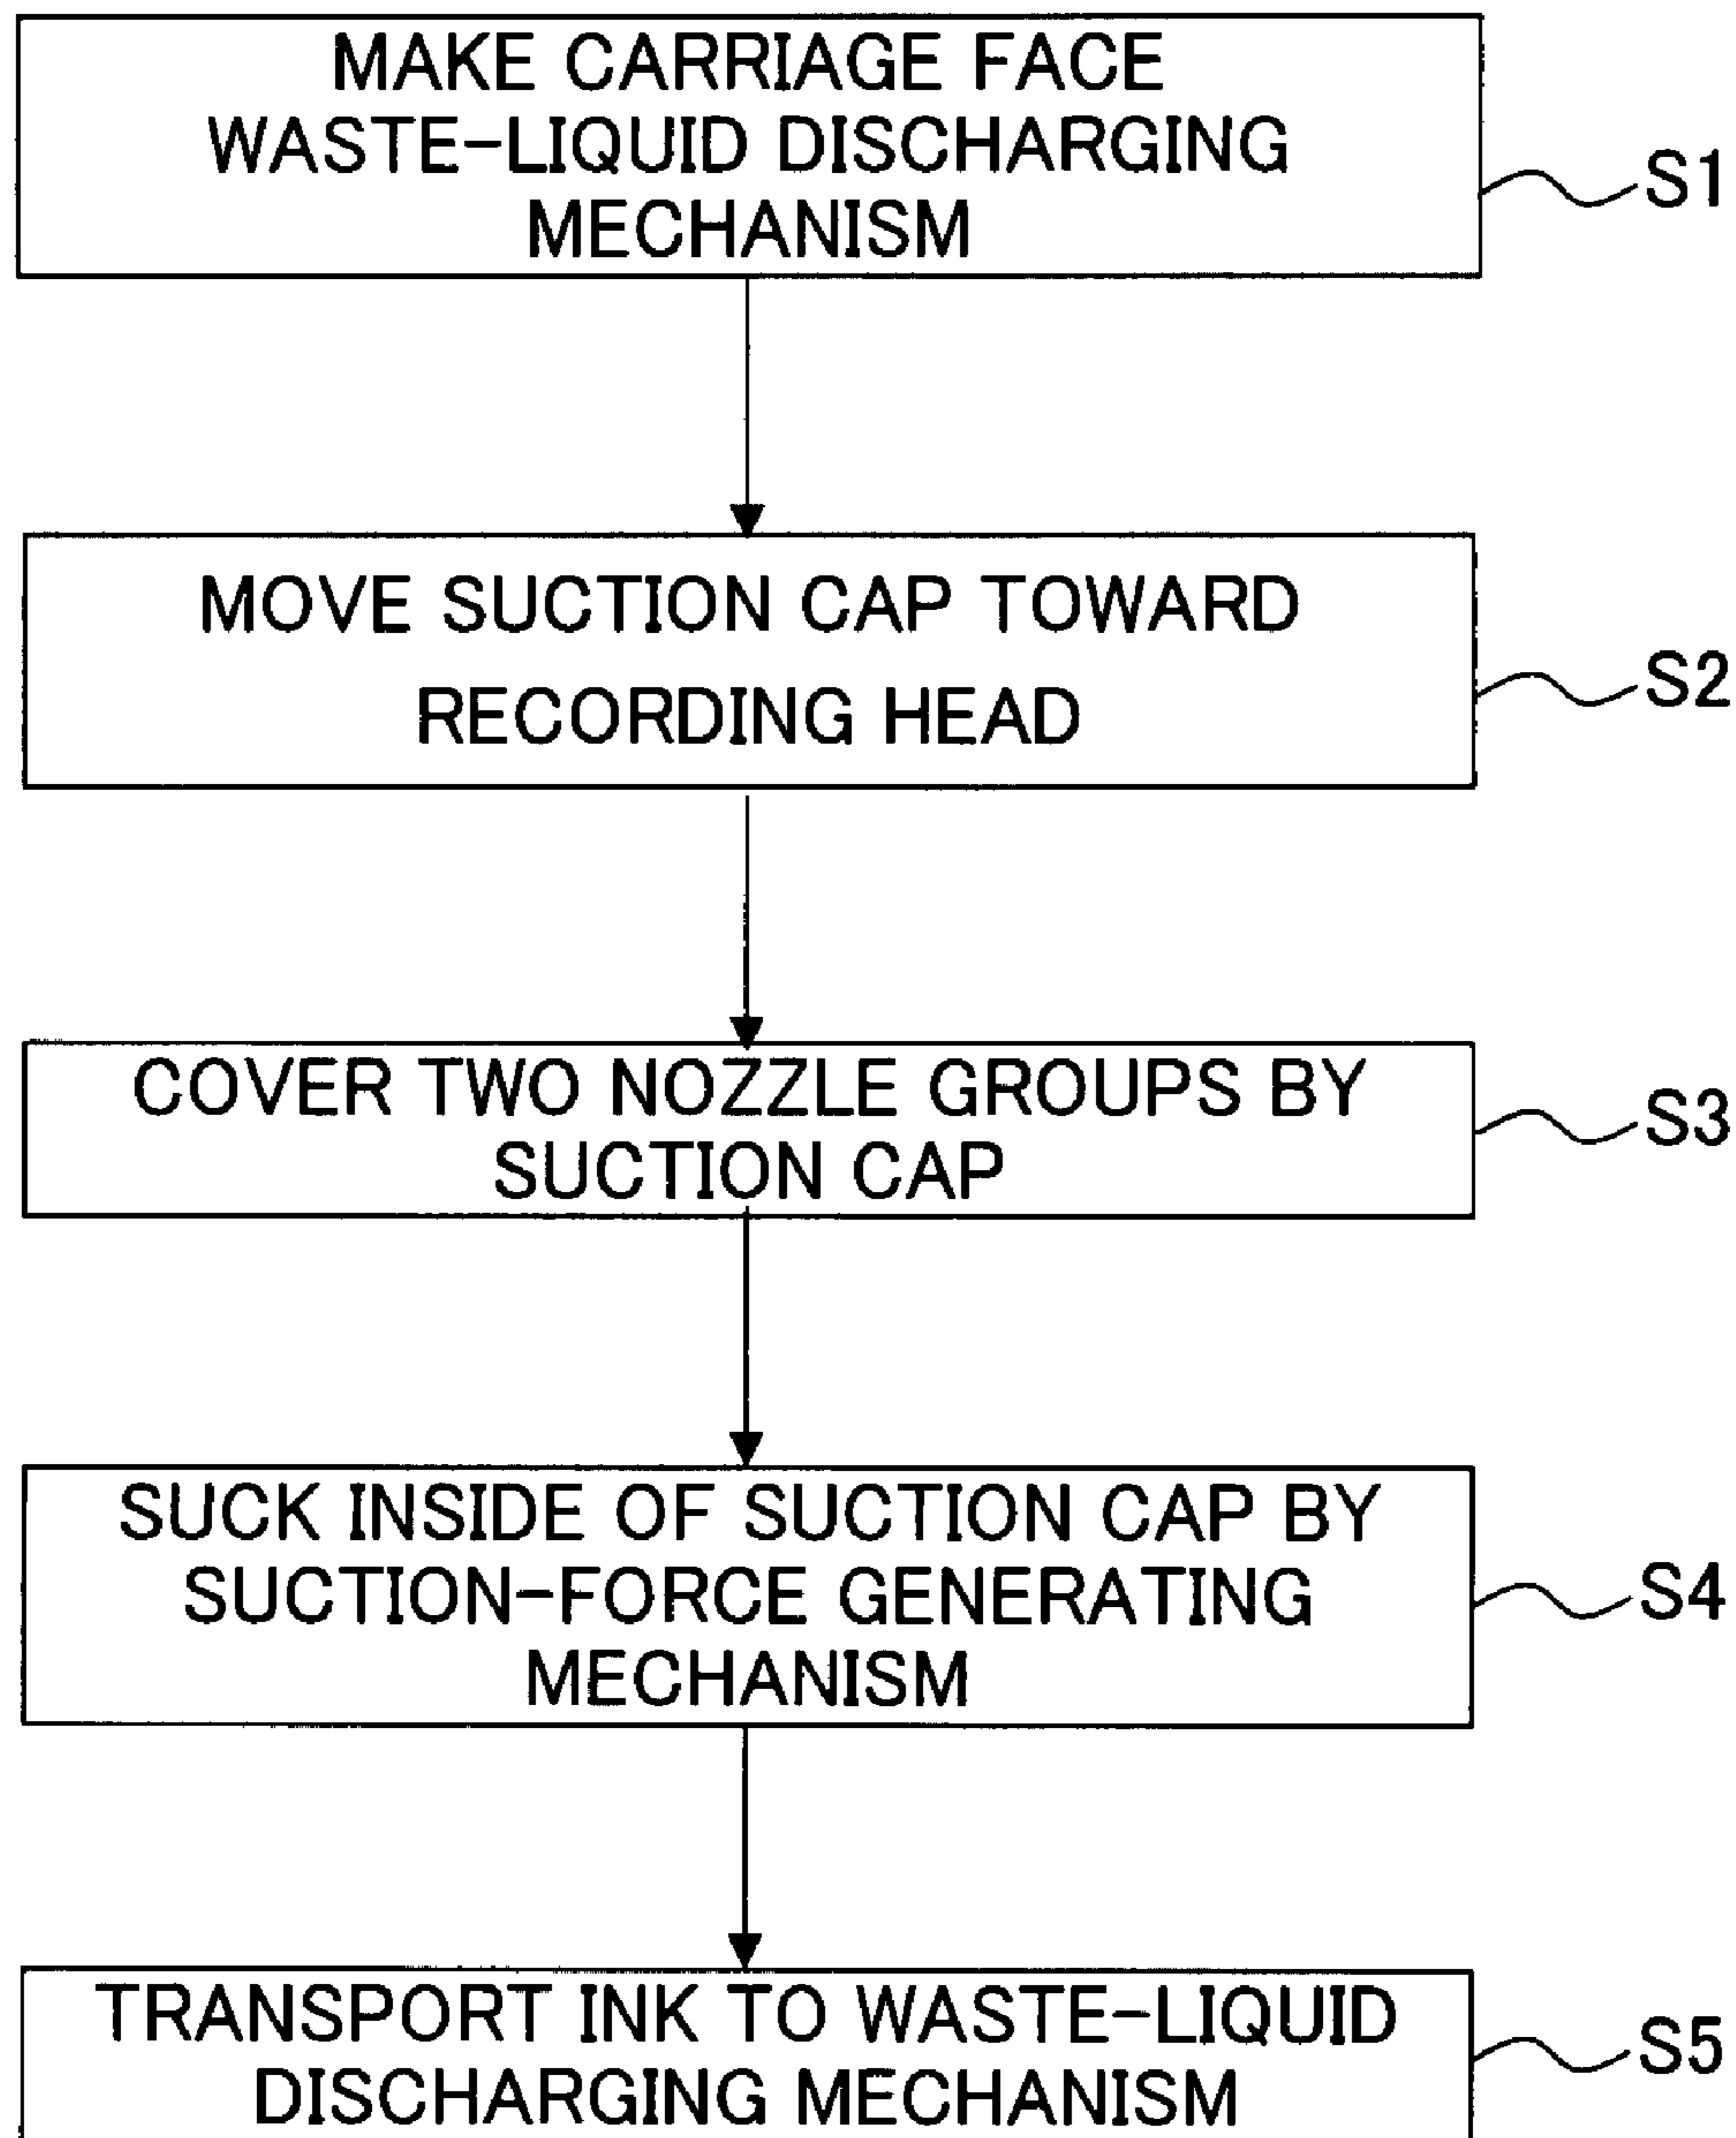 MAKE CARRIAGE FACE
WASTE-LIQUID DISCHARGING
MECHANISM
S1
MOVE SUCTION CAP TOWARD
RECORDING HEAD
S2
COVER TWO NOZZLE GROUPS BY
SUCTION CAP
S3
SUCK INSIDE OF SUCTION CAP BY
SUCTION-FORCE GENERATING
MECHANISM
S4
TRANSPORT INK TO WASTE-LIQUID
DISCHARGING MECHANISM
S5